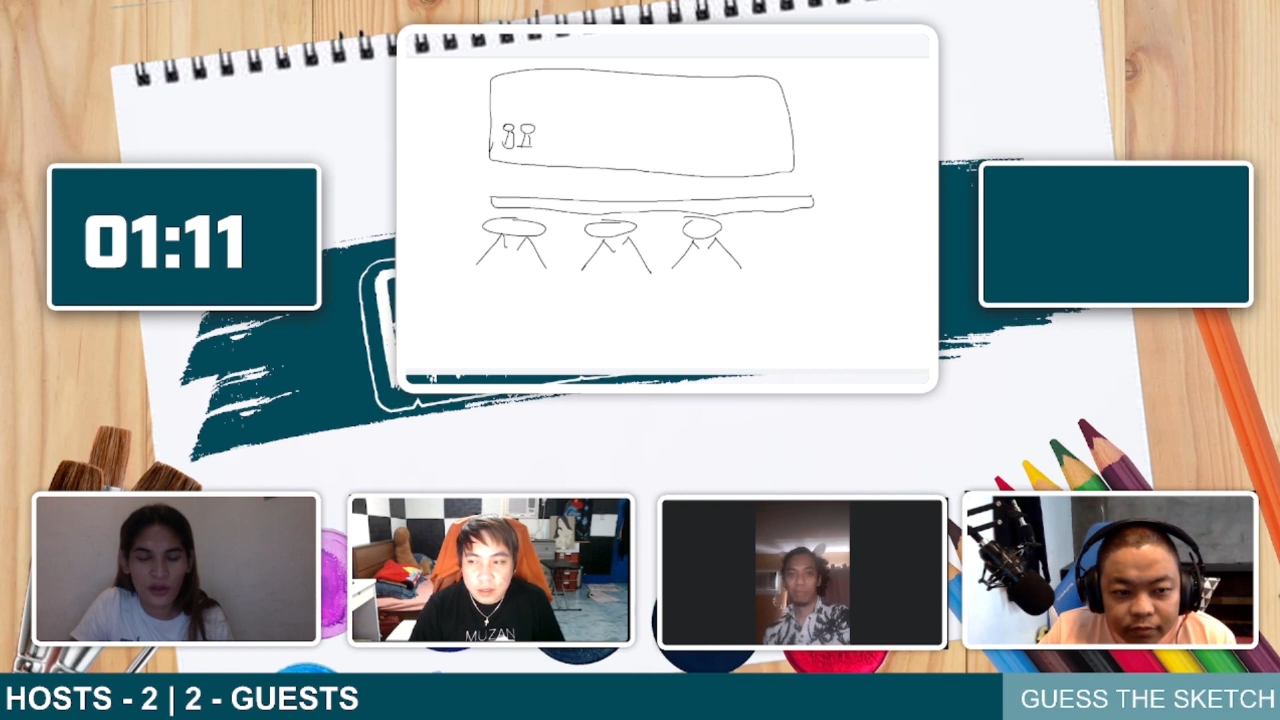 01:11
MUZAN
HOSTS - 2 | 2 - GUESTS
GUESS THE SKETCH